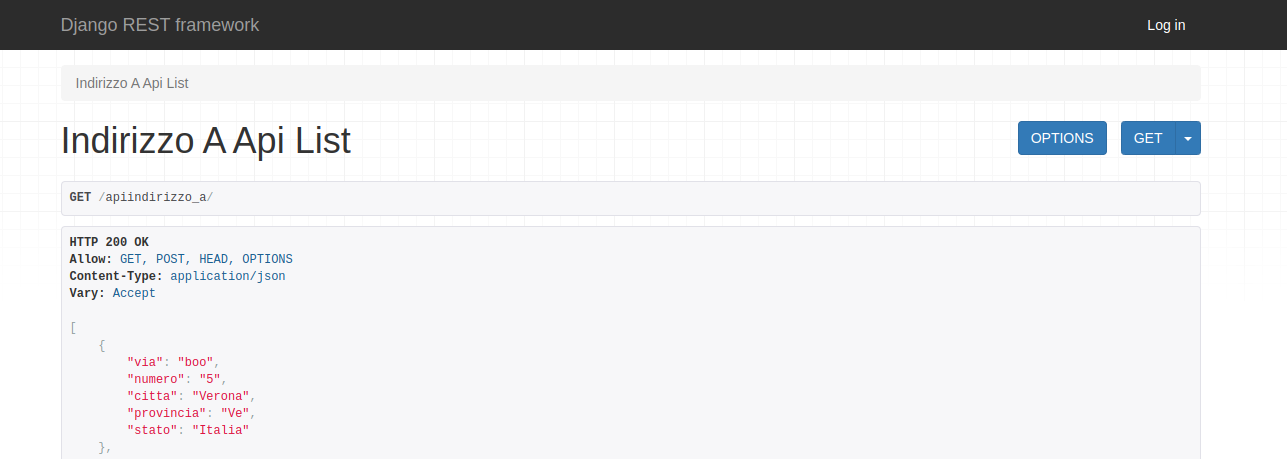 Django REST framework
Log in
Indirizzo A Api List
Indirizzo A Api List
OPTIONS
GET
GET /apiindirizzo_a/
HTTP 200 OK
Allow: GET, POST, HEAD, OPTIONS
Content-Type: application/json
Vary: Accept
[
{
"via": "boo",
"numero": "5",
"citta": "Verona",
"provincia": "Ve",
"stato": "Italia"
},